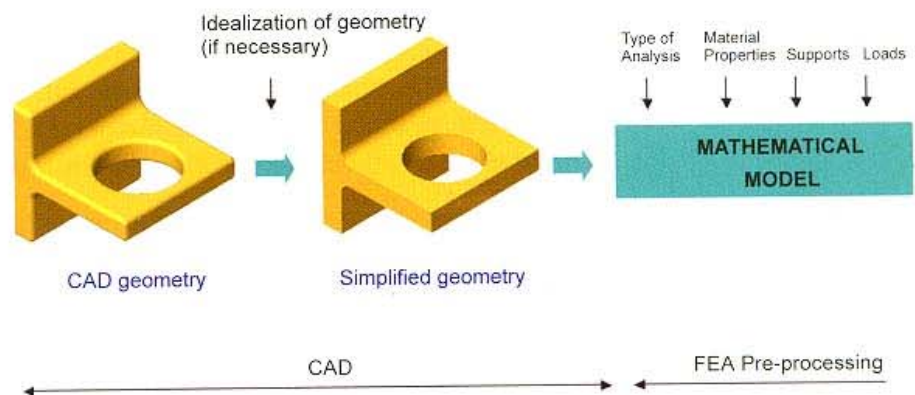 Idealization of geometry
(if necessary)
Type of
Analysis
Material
Properties
Supports
Loads
MATHEMATICAL
MODEL
CAD geometry
Simplified geometry
CAD
FEA Pre-processing